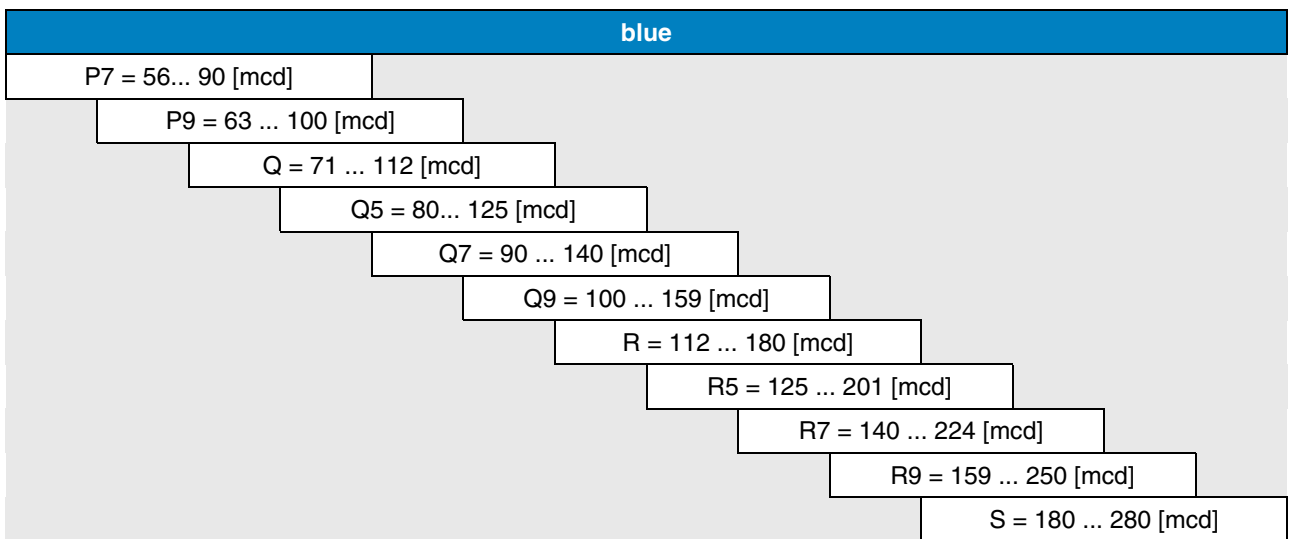 blue
P7 = 56... 90 [mcd]
P9 = 63 ... 100 [mcd]
Q = 71 ... 112 [mcd]
Q5 = 80... 125 [mcd]
Q7 = 90 ... 140 [mcd]
Q9 = 100 ... 159 [mcd]
R = 112 ... 180 [mcd]
R5 = 125 ... 201 [mcd]
R7 = 140 ... 224 [mcd]
R9 = 159 ... 250 [mcd]
S = 180 ... 280 [mcd]